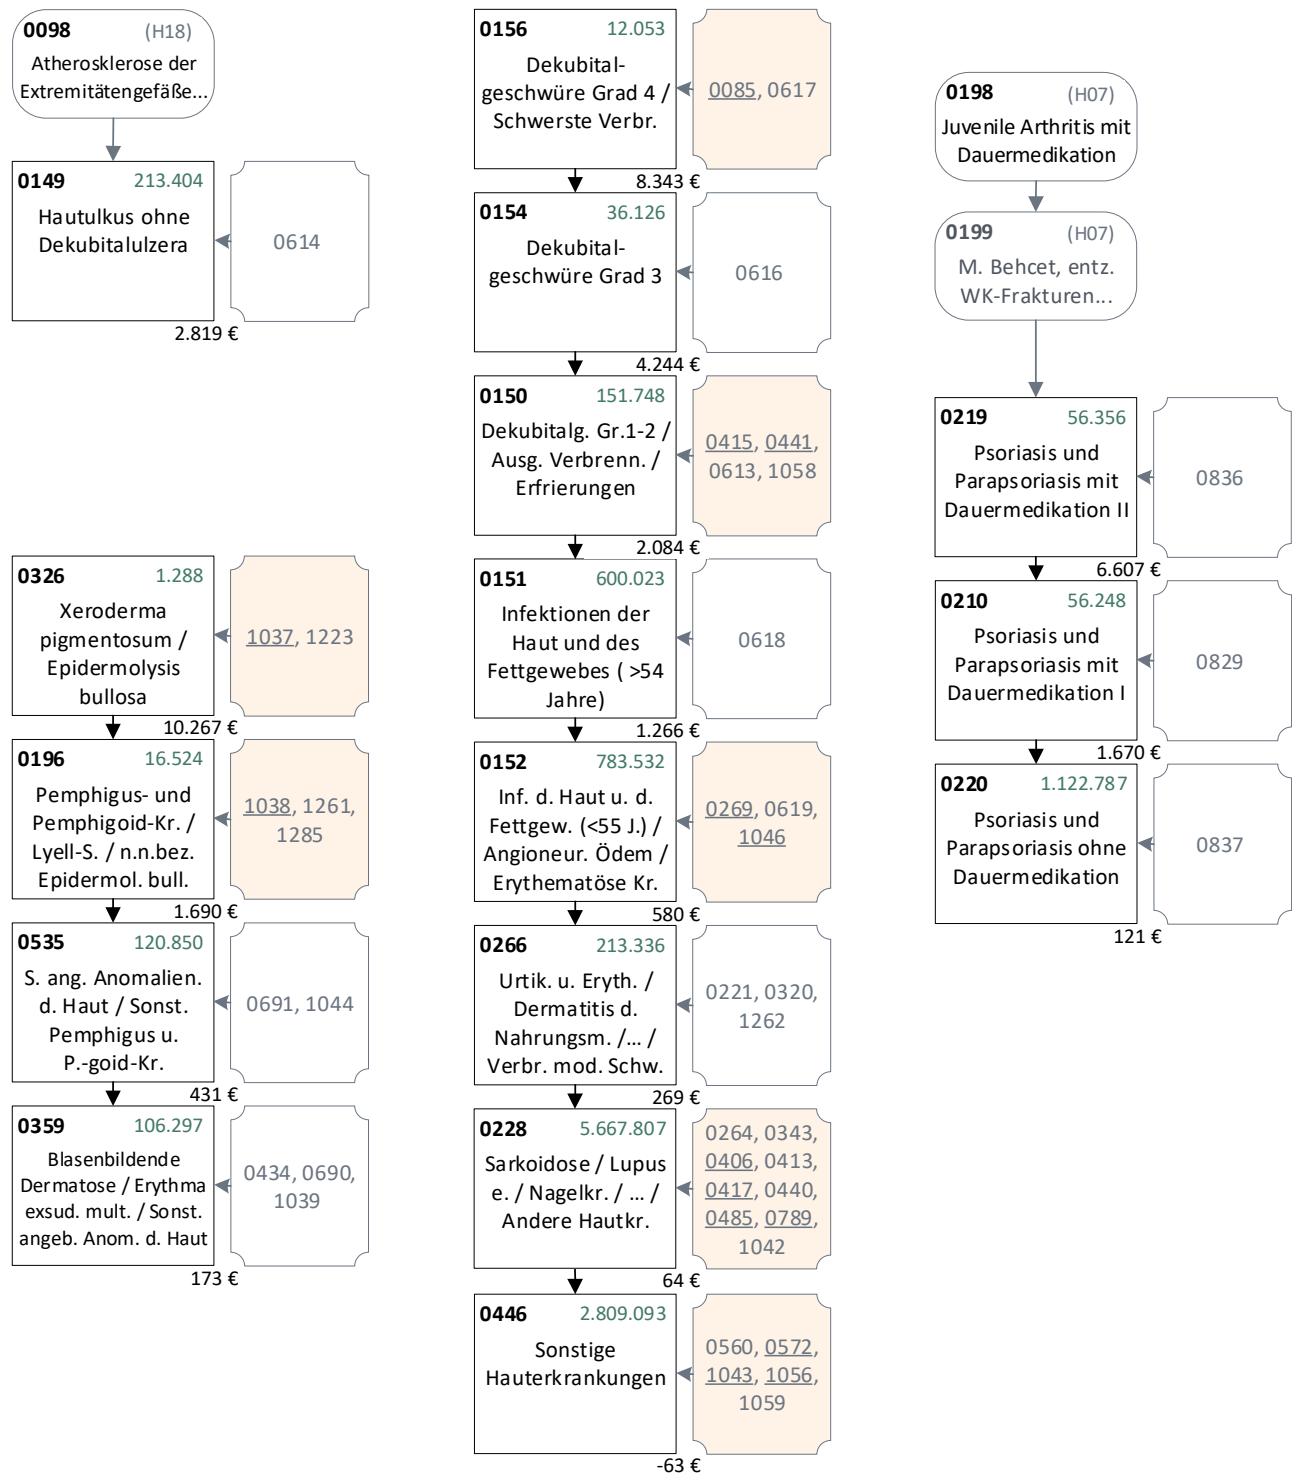 0098 (H18)
Atherosklerose der
Extremitätengefäße...
0149 213.404
Hautulkus ohne
Dekubitalulzera
0614
2.819 €
0326 1.288
Xeroderma
pigmentosum /
Epidermolysis
bullosa
1037, 1223
10.267 €
0196 16.524
Pemphigus- und
Pemphigoid-Kr. /
Lyell-S. / n.n.bez.
Epidermol. bull.
1038, 1261,
1285
1.690 €
0535 120.850
S. ang. Anomalien.
d. Haut / Sonst.
Pemphigus u.
P.-goid-Kr.
0691, 1044
431 €
0359 106.297
Blasenbildende
Dermatose / Erythma
exsud. mult. / Sonst.
angeb. Anom. d. Haut
0434, 0690,
1039
173 €
0156 12.053
Dekubital-
geschwüre Grad 4 /
Schwerste Verbr.
0085, 0617
8.343 €
0154 36.126
Dekubital-
geschwüre Grad 3
0616
4.244 €
0150 151.748
Dekubitalg. Gr.1-2 /
Ausg. Verbrenn. /
Erfrierungen
0415, 0441,
0613, 1058
2.084 €
0151 600.023
Infektionen der
Haut und des
Fettgewebes ( >54
Jahre)
0618
1.266 €
0152 783.532
Inf. d. Haut u. d.
Fettgew. (<55 J.) /
Angioneur. Ödem /
Erythematöse Kr.
0269, 0619,
1046
580 €
0266 213.336
Urtik. u. Eryth. /
Dermatitis d.
Nahrungsm. /... /
Verbr. mod. Schw.
0221, 0320,
1262
269 €
0228 5.667.807
Sarkoidose / Lupus
e. / Nagelkr. / ... /
Andere Hautkr.
0264, 0343,
0406, 0413,
0417, 0440,
0485, 0789,
1042
64 €
0446 2.809.093
Sonstige
Hauterkrankungen
0560, 0572,
1043, 1056,
1059
-63 €
0198 (H07)
Juvenile Arthritis mit
Dauermedikation
0199 (H07)
M. Behcet, entz.
WK-Frakturen...
0219 56.356
Psoriasis und
Parapsoriasis mit
Dauermedikation II
0836
6.607 €
0210 56.248
Psoriasis und
Parapsoriasis mit
Dauermedikation I
0829
1.670 €
0220 1.122.787
Psoriasis und
Parapsoriasis ohne
Dauermedikation
0837
121 €